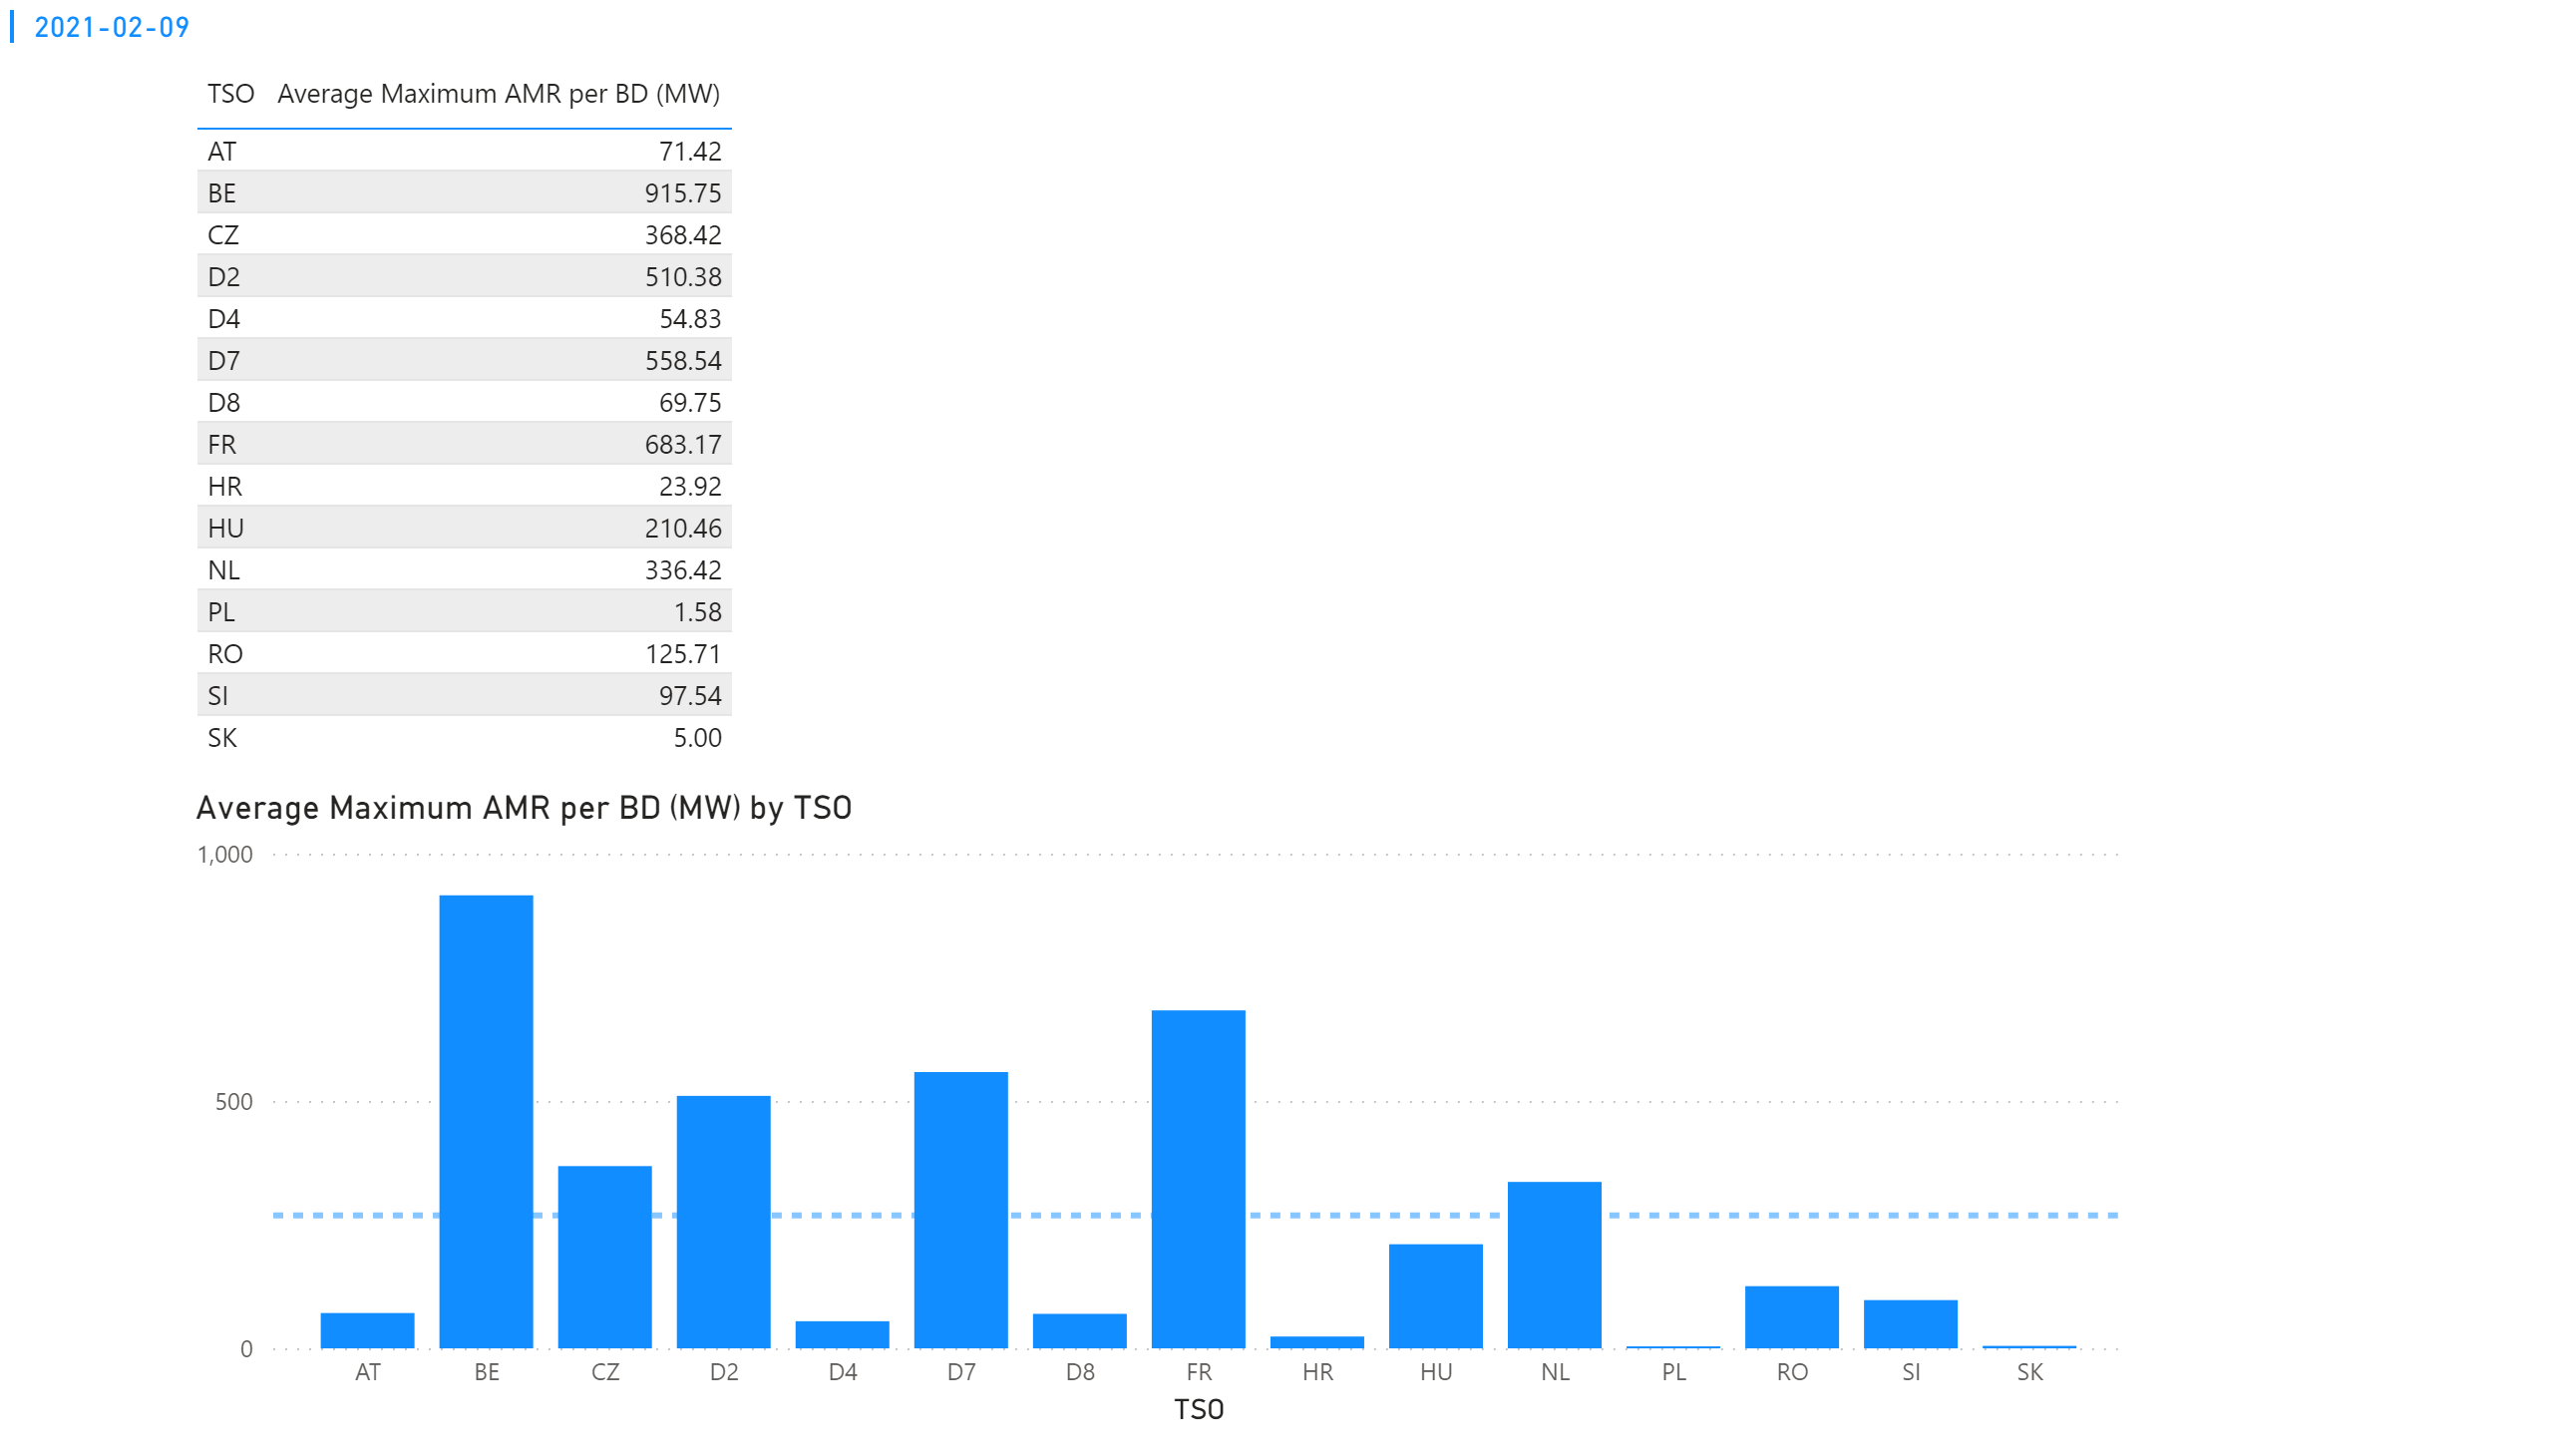 2021-02-09
TSO Average Maximum AMR per BD (MW)
AT 71.42
BE 915.75
CZ 368.42
D2 510.38
D4 54.83
D7 558.54
D8 69.75
FR 683.17
HR 23.92
HU 210.46
NL 336.42
PL 1.58
RO 125.71
SI 97.54
SK 5.00
Average Maximum AMR per BD (MW) by TSO
1,000
500
0
AT BE CZ D2 D4 D7 D8 FR HR HU NL PL RO SI SK
TSO